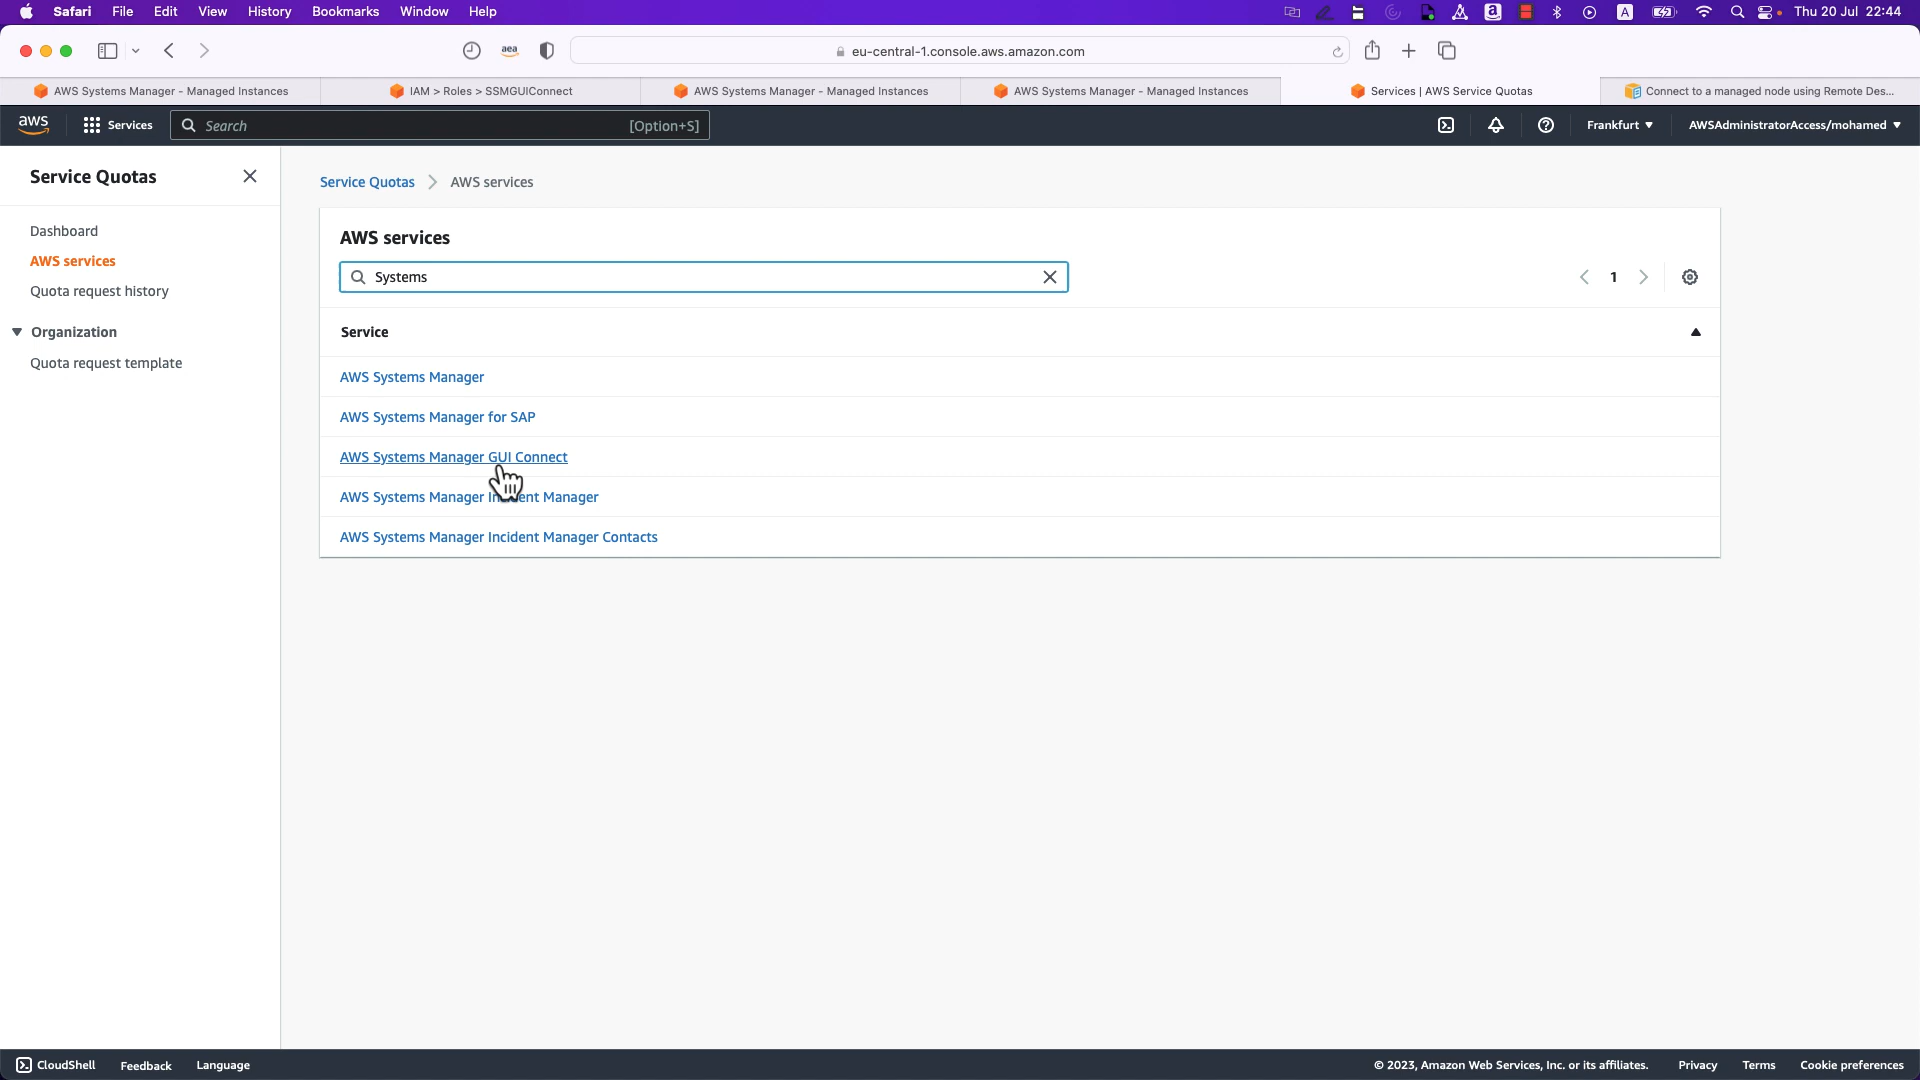 Safari File Edit View History Bookmarks Window Help A Thu 20 Jul 22:44
aea eu-central-1.console.aws.amazon.com
AWS Systems Manager - Managed Instances IAM > Roles > SSMGUIConnect AWS Systems Manager - Managed Instances AWS Systems Manager - Managed Instances Services | AWS Service Quotas Connect to a managed node using Remote Des...
aws Services Search [Option+S] Frankfurt AWSAdministratorAccess/mohamed
Service Quotas
Dashboard
AWS services
Quota request history
Organization
Quota request template
Service Quotas > AWS services
AWS services
Systems 1
Service
AWS Systems Manager
AWS Systems Manager for SAP
AWS Systems Manager GUI Connect
AWS Systems Manager Incident Manager
AWS Systems Manager Incident Manager Contacts
CloudShell Feedback Language © 2023, Amazon Web Services, Inc. or its affiliates. Privacy Terms Cookie preferences